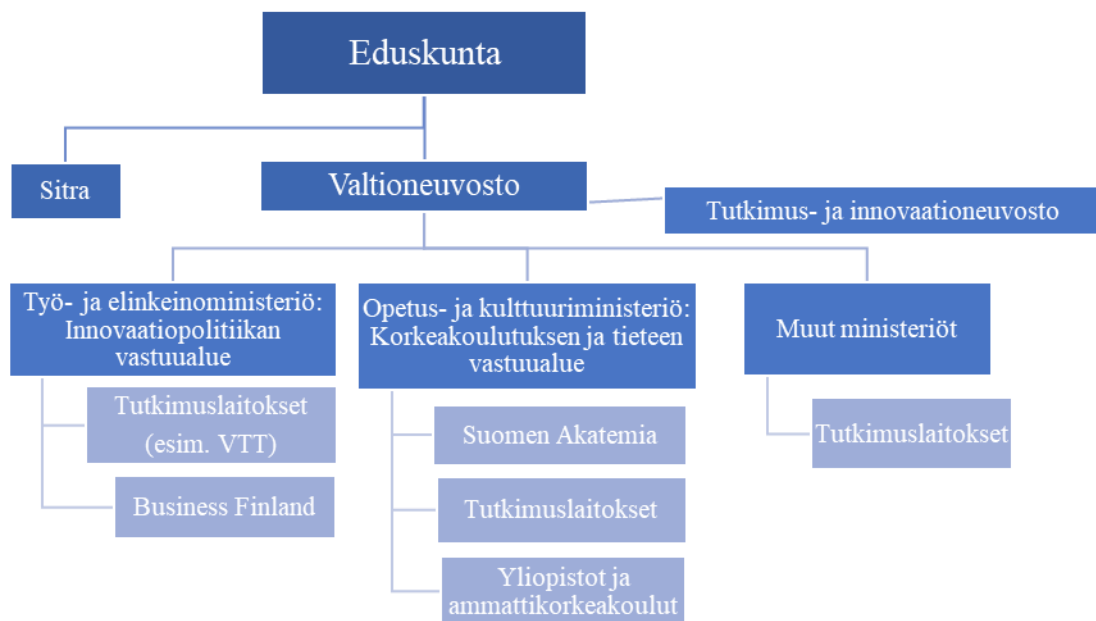 Eduskunta
Sitra
Valtioneuvosto
Tutkimus- ja innovaationeuvosto
Työ- ja elinkeinoministeriö:
Innovaatiopolitiikan
vastuualue
Tutkimuslaitokset
(esim. VTT)
Business Finland
Opetus- ja kulttuuriministeriö:
Korkeakoulutuksen ja tieteen
vastuualue
Suomen Akatemia
Tutkimuslaitokset
Yliopistot ja
ammattikorkeakoulut
Muut ministeriöt
Tutkimuslaitokset